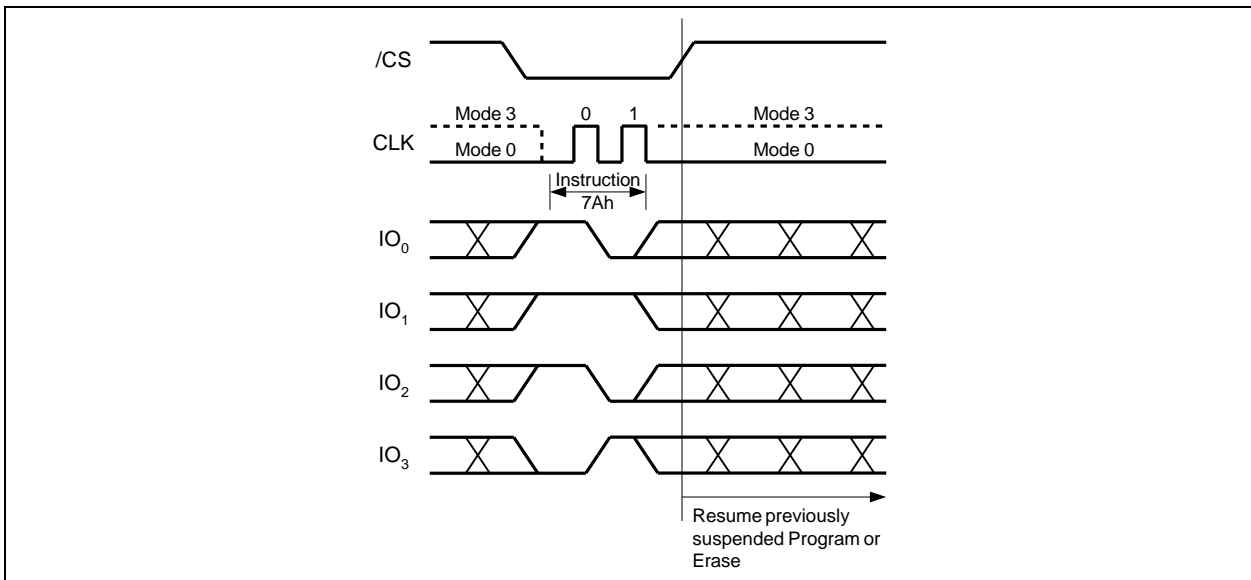 /CS
Mode 3 0 1 Mode 3
CLK
Mode 0 Mode 0
Instruction
7Ah
IO0
IO1
IO2
IO3
Resume previously
suspended Program or
Erase